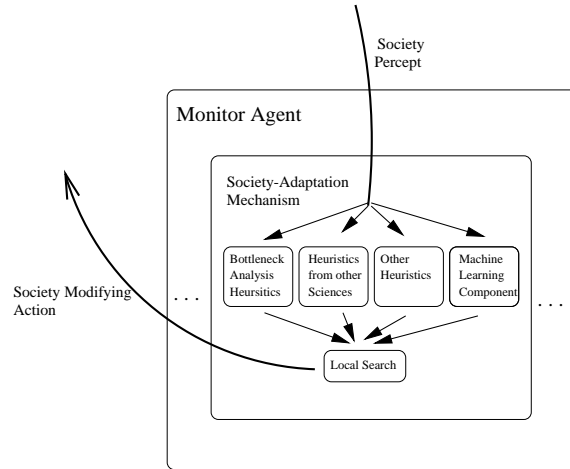 Society
Percept
Monitor Agent
Society-Adaptation
Mechanism
Bottleneck
Analysis
Heursitics
Heuristics
from other
Sciences
Other
Heuristics
Machine
Learning
Component
Society Modifying
Action
. . .
. . .
Local Search